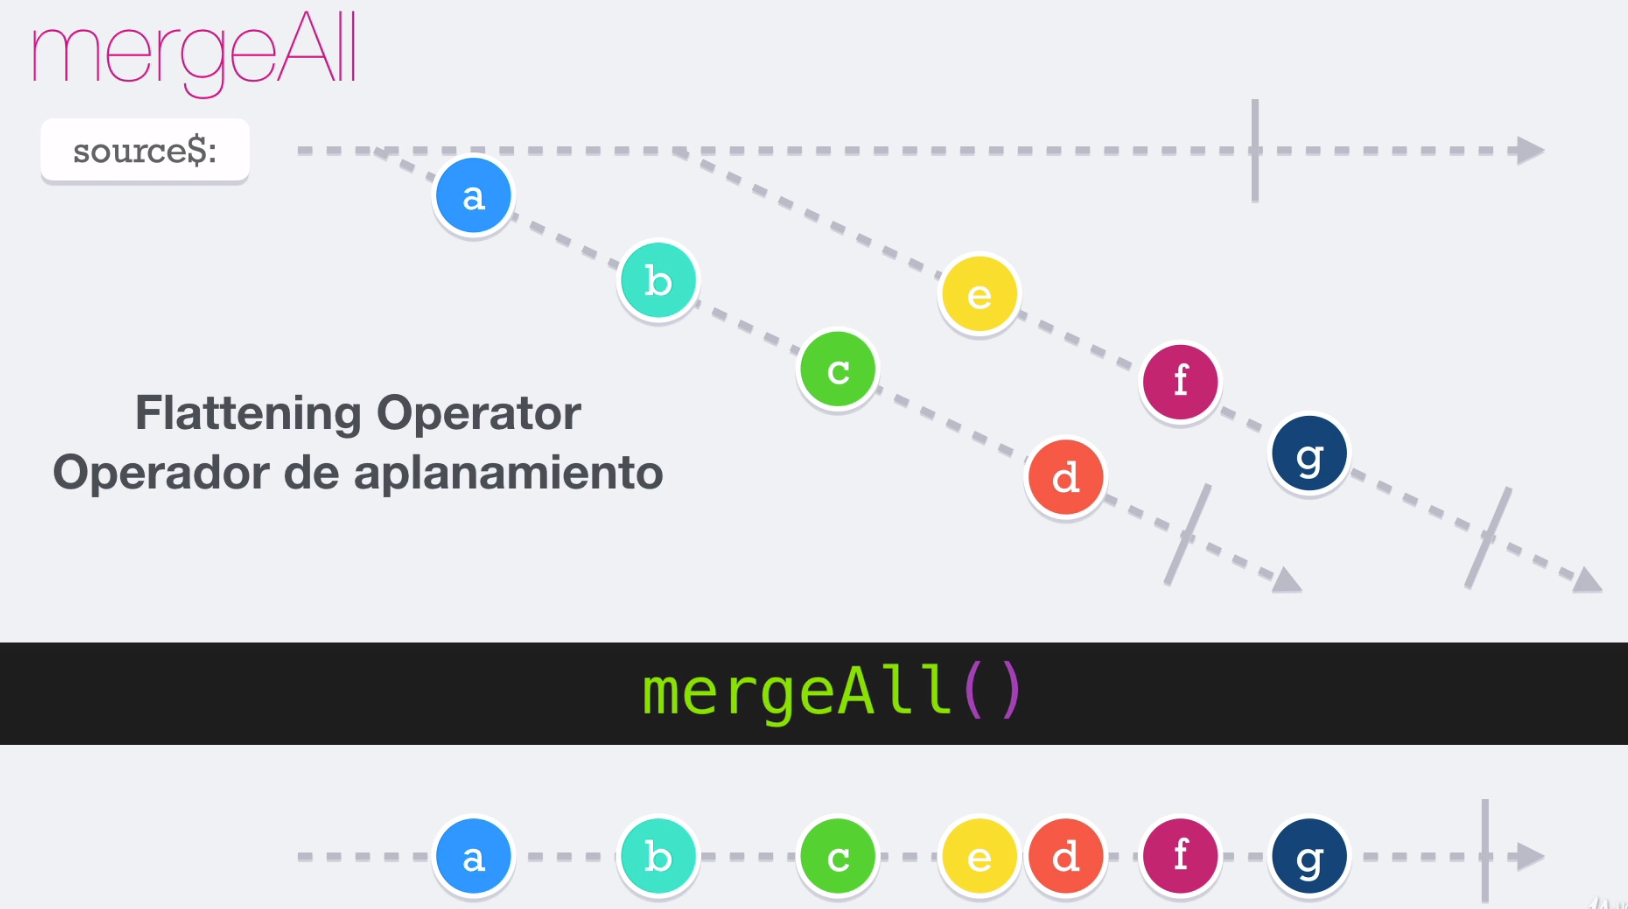 mergeAll
source$:
a
b
e
c
f
Flattening Operator
g
Operador de aplanamiento
d
mergeAll()
a b c e d f g